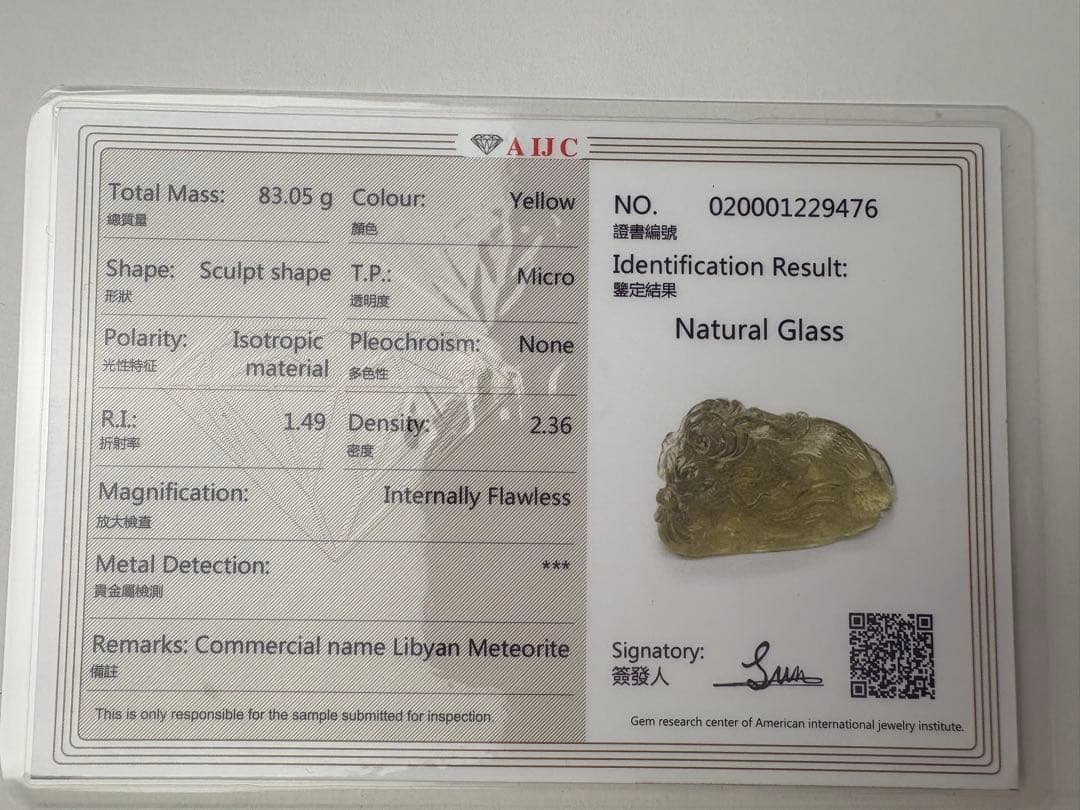 AIJC
Total Mass: 83.05 g
總質量
Colour: Yellow
顏色
Shape: Sculpt shape
形狀
T.P.: Micro
透明度
Polarity: Isotropic material
光性特征
Pleochroism: None
多色性
R.I.: 1.49
折射率
Density: 2.36
密度
Magnification: Internally Flawless
放大檢查
Metal Detection: ***
貴金屬檢測
Remarks: Commercial name Libyan Meteorite
備註
This is only responsible for the sample submitted for inspection.
NO. 020001229476
證書編號
Identification Result:
鑒定結果
Natural Glass
Signatory:
簽發人
Gem research center of American international jewelry institute.